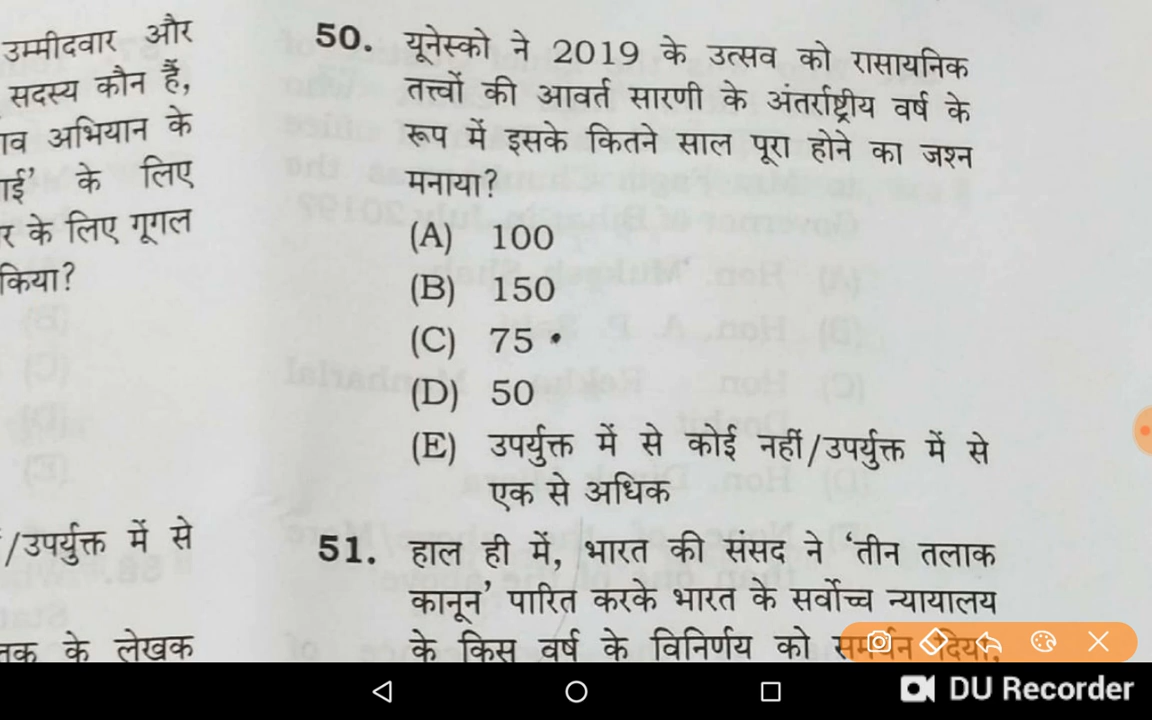 उम्मीदवार और
सदस्य कौन हैं,
ाव अभियान के
ाई' के लिए
र के लिए गूगल
किया?
/उपर्युक्त में से
के लेखक
50. यूनेस्को ने 2019 के उत्सव को रासायनिक
तत्त्वों की आवर्त सारणी के अंतर्राष्ट्रीय वर्ष के
रूप में इसके कितने साल पूरा होने का जश्न
मनाया?
(A) 100
(B) 150
(C) 75
(D) 50
(E) उपर्युक्त में से कोई नहीं/उपर्युक्त में से
एक से अधिक
51. हाल ही में, भारत की संसद ने 'तीन तलाक
कानून' पारित करके भारत के सर्वोच्च न्यायालय
के किस वर्ष के विनिर्णय को समर्थन दिया,
DU Recorder